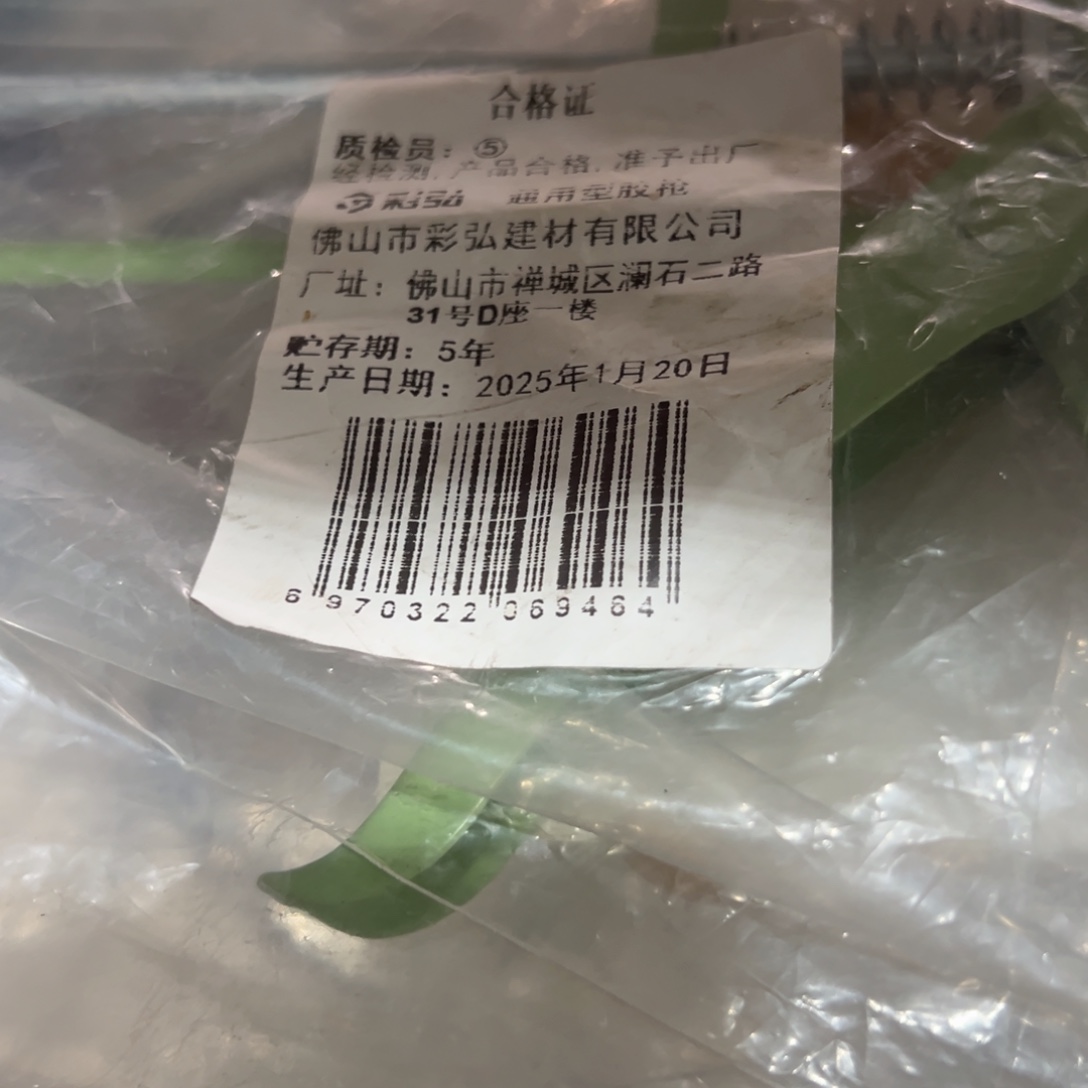 合格证
质检员：⑤
经检测，产品合格，准予出厂
彩弘 通用型胶枪
佛山市彩弘建材有限公司
厂址：佛山市禅城区澜石二路
31号D座一楼
贮存期：5年
生产日期：2025年1月20日
6 970322 069464